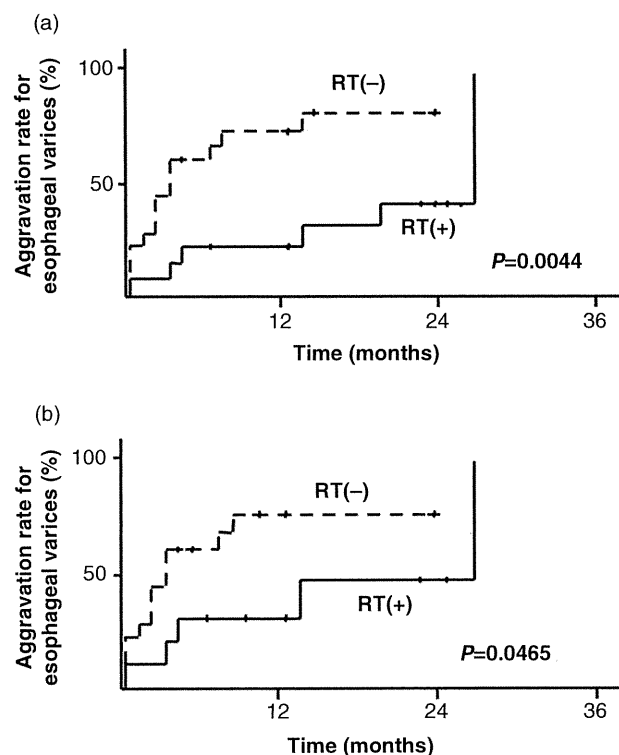 (a)
Aggravation rate for
esophageal varices (%)
100
50
RT(–)
RT(+)
P=0.0044
12
24
36
Time (months)
(b)
Aggravation rate for
esophageal varices (%)
100
50
RT(–)
RT(+)
P=0.0465
12
24
36
Time (months)